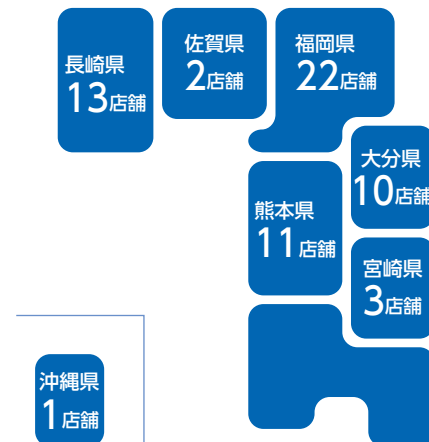 長崎県
13店舗
佐賀県
2店舗
福岡県
22店舗
大分県
10店舗
熊本県
11店舗
宮崎県
3店舗
沖縄県
1店舗